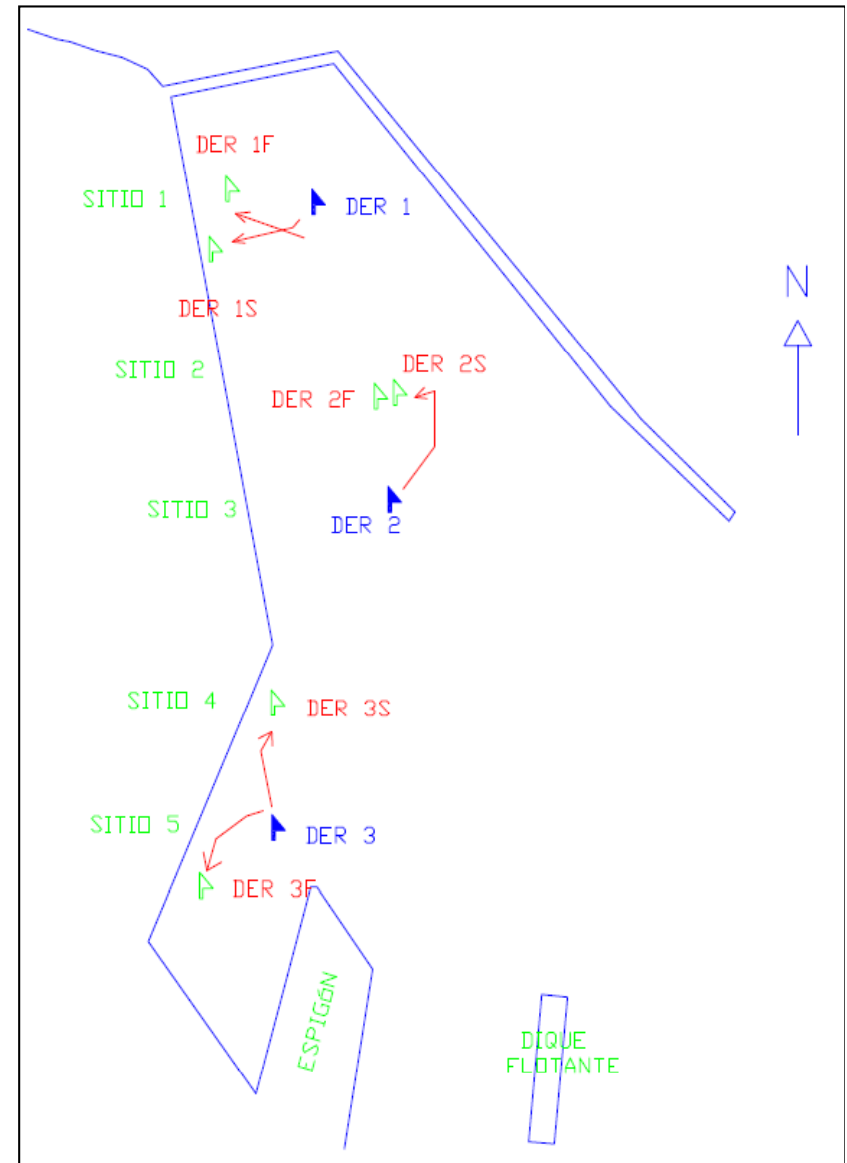 DER 1F
SITIO 1
DER 1
N
DER 1S
SITIO 2
DER 2S
DER 2F
SITIO 3
DER 2
SITIO 4
DER 3S
SITIO 5
DER 3
DER 3F
ESPIGÓN
DIQUE
FLOTANTE